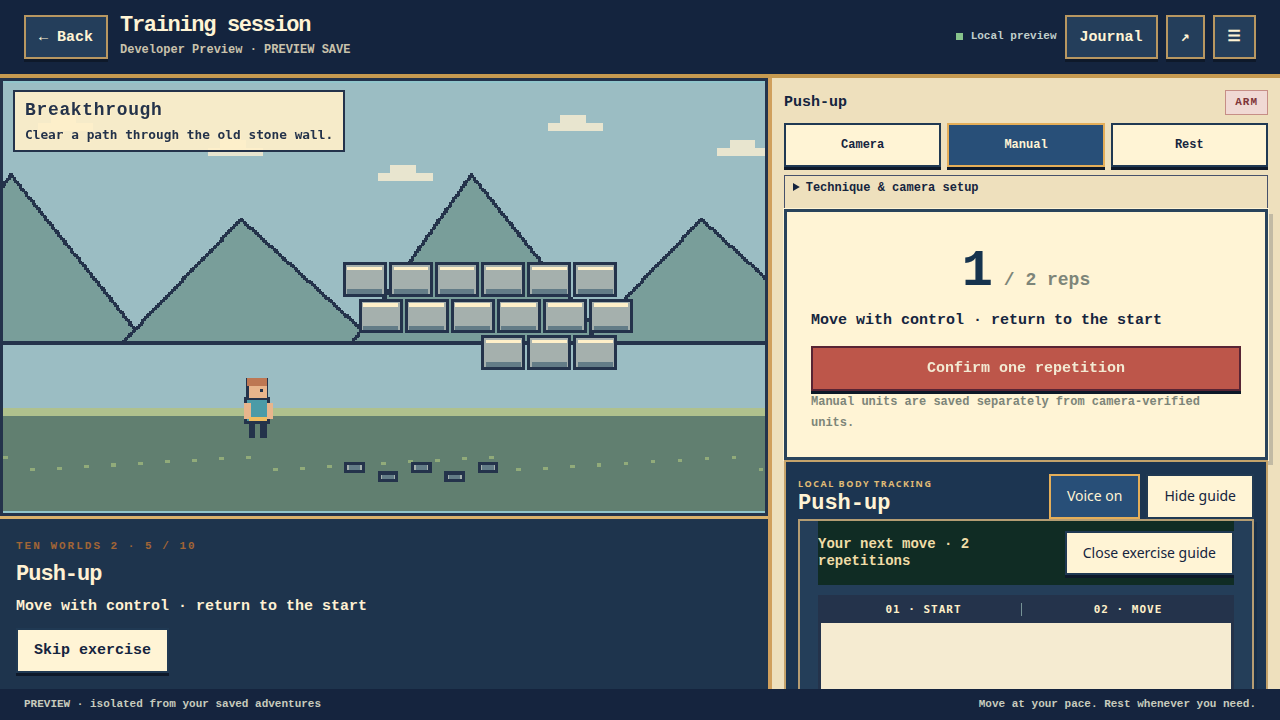 ← Back
Training session
Developer Preview · PREVIEW SAVE
Local preview
Journal
↗
☰
Breakthrough
Clear a path through the old stone wall.
Push-up
ARM
Camera
Manual
Rest
▶ Technique & camera setup
1 / 2 reps
Move with control · return to the start
Confirm one repetition
Manual units are saved separately from camera-verified
units.
LOCAL BODY TRACKING
Push-up
Voice on
Hide guide
Your next move · 2
repetitions
Close exercise guide
01 · START
02 · MOVE
TEN WORLDS 2 · 5 / 10
Push-up
Move with control · return to the start
Skip exercise
PREVIEW · isolated from your saved adventures
Move at your pace. Rest whenever you need.